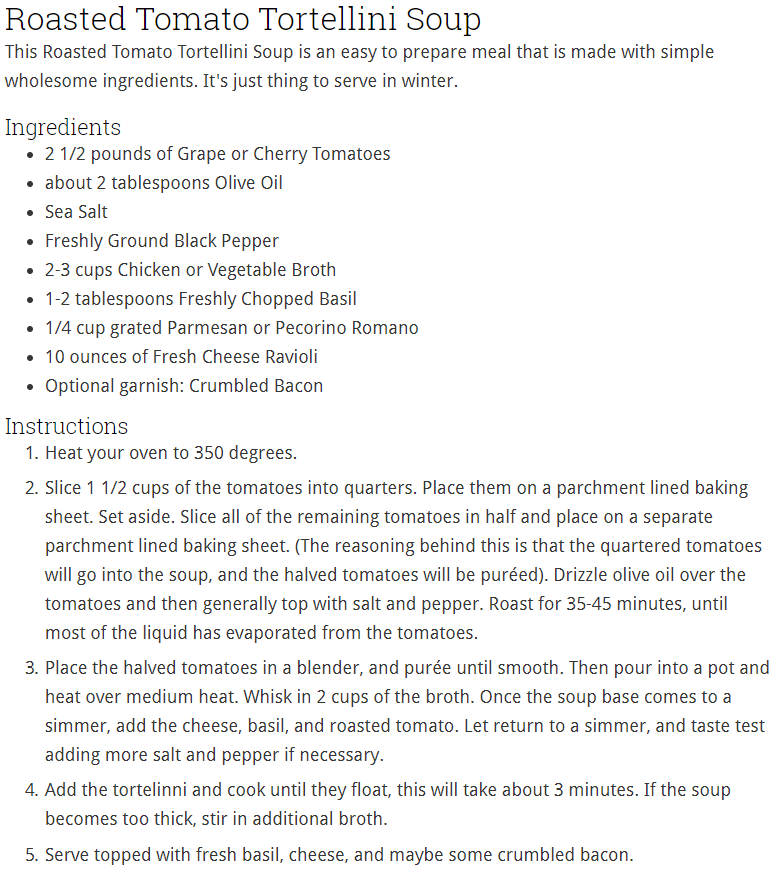 Roasted Tomato Tortellini Soup
This Roasted Tomato Tortellini Soup is an easy to prepare meal that is made with simple
wholesome ingredients. It's just thing to serve in winter.
Ingredients
• 2 1/2 pounds of Grape or Cherry Tomatoes
• about 2 tablespoons Olive Oil
• Sea Salt
• Freshly Ground Black Pepper
• 2-3 cups Chicken or Vegetable Broth
• 1-2 tablespoons Freshly Chopped Basil
• 1/4 cup grated Parmesan or Pecorino Romano
• 10 ounces of Fresh Cheese Ravioli
• Optional garnish: Crumbled Bacon
Instructions
1. Heat your oven to 350 degrees.
2. Slice 1 1/2 cups of the tomatoes into quarters. Place them on a parchment lined baking
sheet. Set aside. Slice all of the remaining tomatoes in half and place on a separate
parchment lined baking sheet. (The reasoning behind this is that the quartered tomatoes
will go into the soup, and the halved tomatoes will be puréed). Drizzle olive oil over the
tomatoes and then generally top with salt and pepper. Roast for 35-45 minutes, until
most of the liquid has evaporated from the tomatoes.
3. Place the halved tomatoes in a blender, and purée until smooth. Then pour into a pot and
heat over medium heat. Whisk in 2 cups of the broth. Once the soup base comes to a
simmer, add the cheese, basil, and roasted tomato. Let return to a simmer, and taste test
adding more salt and pepper if necessary.
4. Add the tortelinni and cook until they float, this will take about 3 minutes. If the soup
becomes too thick, stir in additional broth.
5. Serve topped with fresh basil, cheese, and maybe some crumbled bacon.